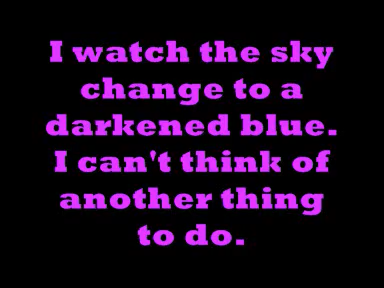 I watch the sky
change to a
darkened blue.
I can't think of
another thing
to do.